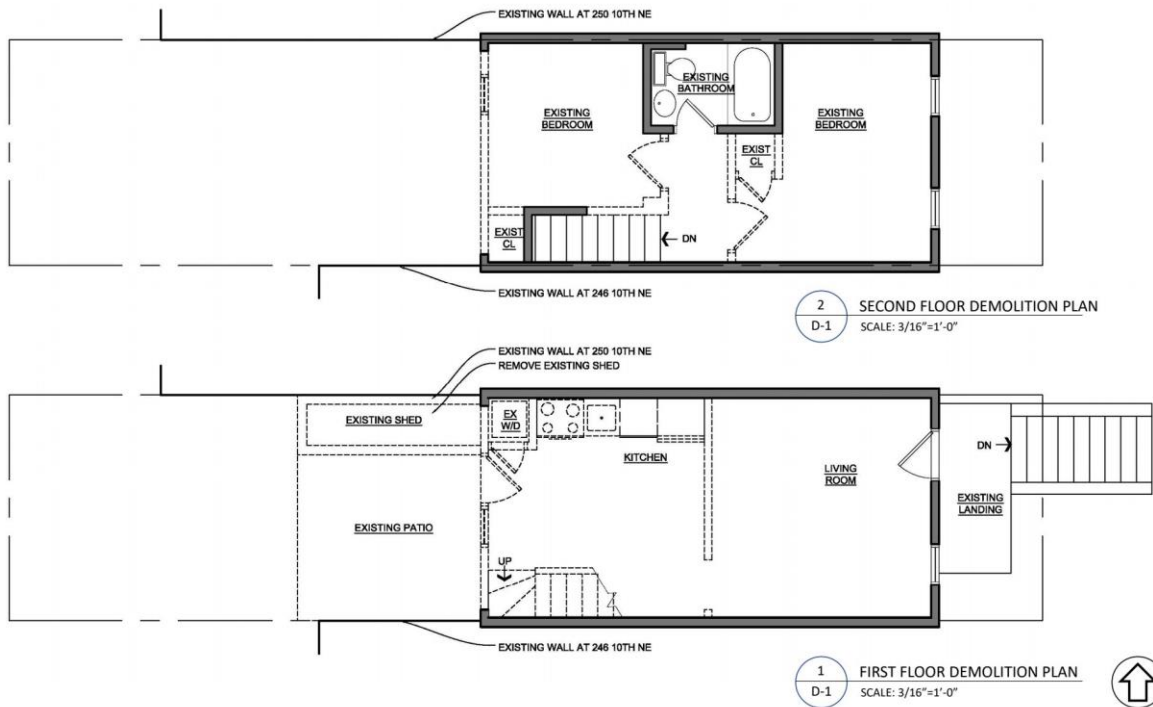 EXISTING WALL AT 250 10TH NE
EXISTING
BEDROOM
EXISTING
BATHROOM
EXISTING
BEDROOM
EXIST
CL
EXIST
CL
DN
EXISTING WALL AT 246 10TH NE
2
D-1
SECOND FLOOR DEMOLITION PLAN
SCALE: 3/16"=1'-0"
EXISTING WALL AT 250 10TH NE
REMOVE EXISTING SHED
EXISTING SHED
EX
W/D
KITCHEN
LIVING
ROOM
DN
EXISTING
LANDING
EXISTING PATIO
UP
EXISTING WALL AT 246 10TH NE
1
D-1
FIRST FLOOR DEMOLITION PLAN
SCALE: 3/16"=1'-0"